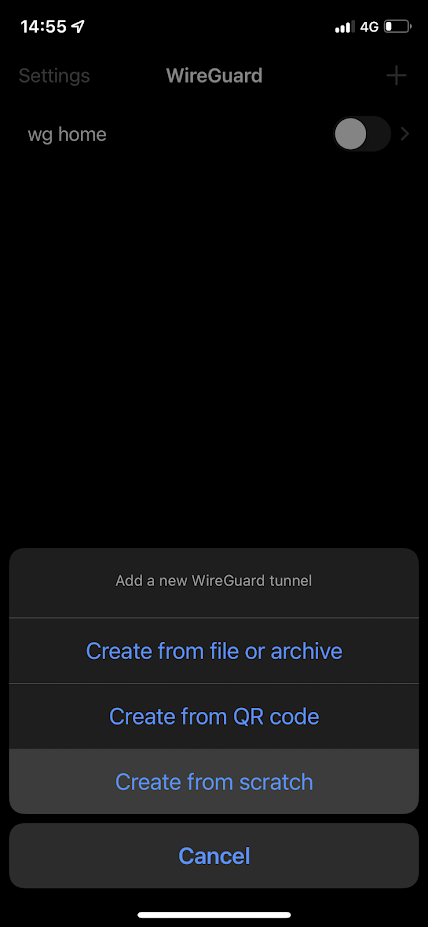 14:55 4G
Settings WireGuard +
wg home
Add a new WireGuard tunnel
Create from file or archive
Create from QR code
Create from scratch
Cancel